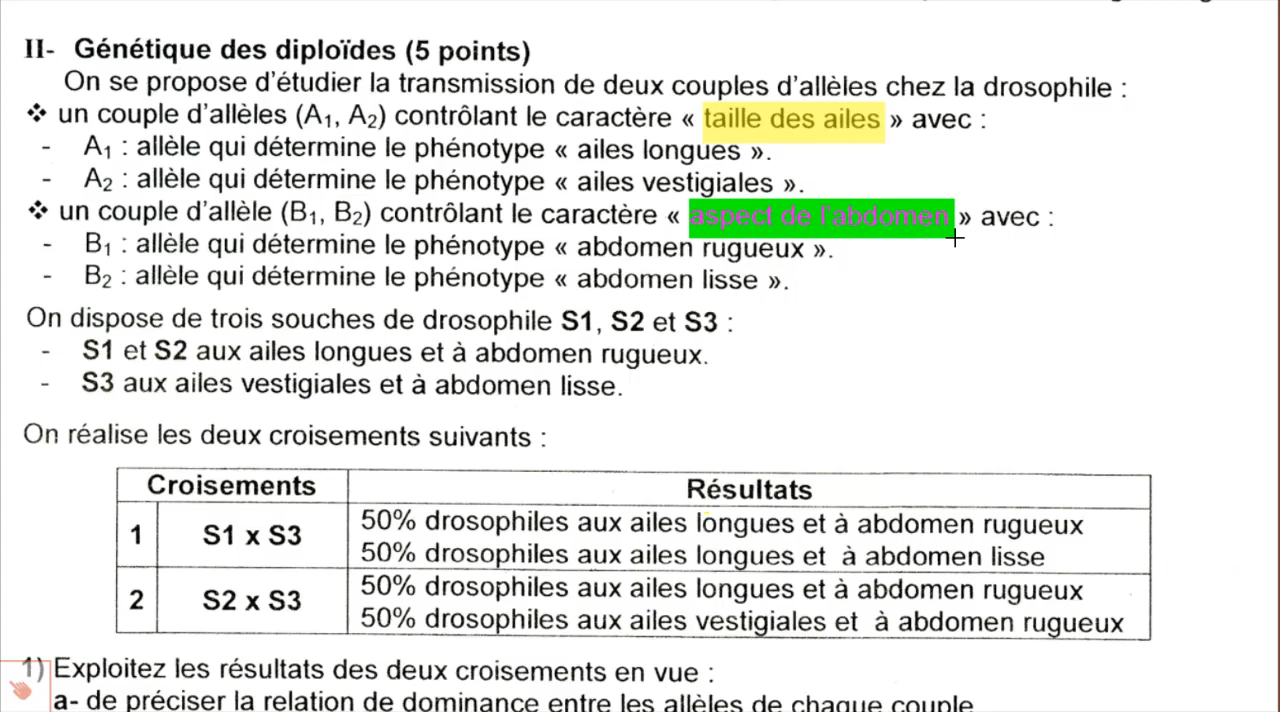 II- Génétique des diploïdes (5 points)
On se propose d'étudier la transmission de deux couples d'allèles chez la drosophile :
❖ un couple d'allèles (A₁, A₂) contrôlant le caractère « taille des ailes » avec :
- A₁ : allèle qui détermine le phénotype « ailes longues ».
- A₂ : allèle qui détermine le phénotype « ailes vestigiales ».
❖ un couple d'allèle (B₁, B₂) contrôlant le caractère « aspect de l'abdomen » avec :
- B₁ : allèle qui détermine le phénotype « abdomen rugueux ».
- B₂ : allèle qui détermine le phénotype « abdomen lisse ».
On dispose de trois souches de drosophile S1, S2 et S3 :
- S1 et S2 aux ailes longues et à abdomen rugueux.
- S3 aux ailes vestigiales et à abdomen lisse.
On réalise les deux croisements suivants :
Croisements Résultats
1 S1 x S3 50% drosophiles aux ailes longues et à abdomen rugueux
50% drosophiles aux ailes longues et à abdomen lisse
2 S2 x S3 50% drosophiles aux ailes longues et à abdomen rugueux
50% drosophiles aux ailes vestigiales et à abdomen rugueux
1) Exploitez les résultats des deux croisements en vue :
a- de préciser la relation de dominance entre les allèles de chaque couple